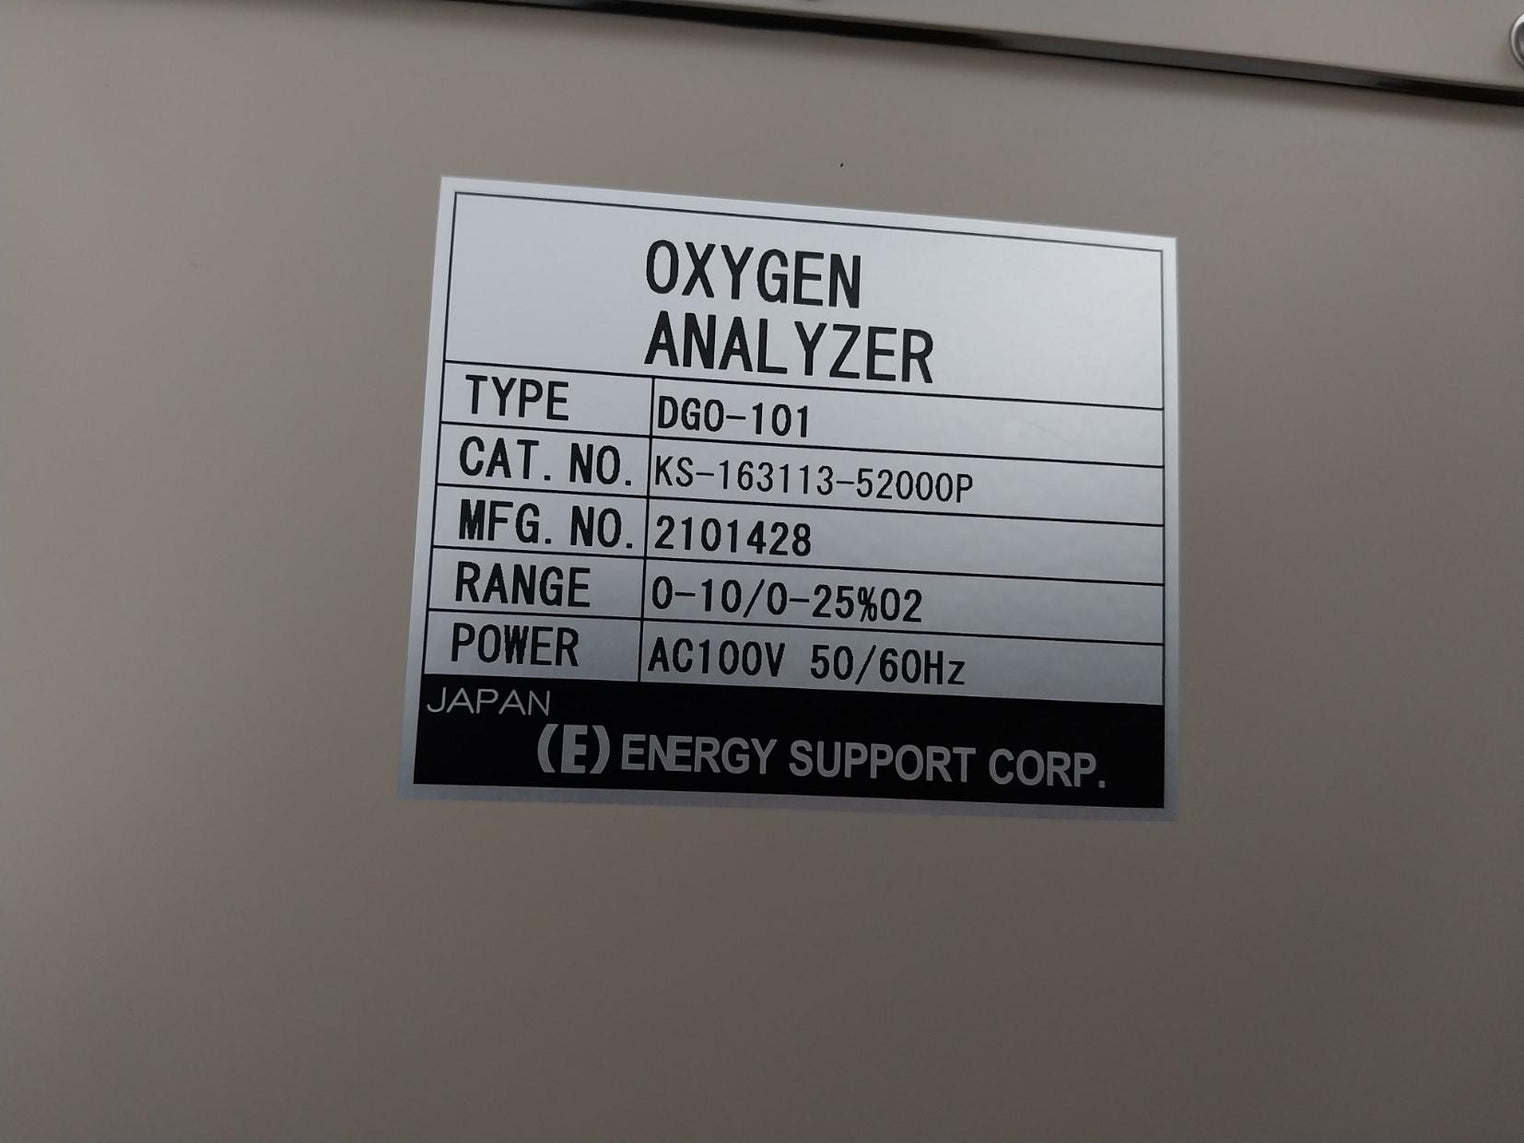 OXYGEN
ANALYZER
TYPE DGO-101
CAT. NO. KS-163113-52000P
MFG. NO. 2101428
RANGE 0-10/0-25%O2
POWER AC100V 50/60Hz
JAPAN
(E) ENERGY SUPPORT CORP.